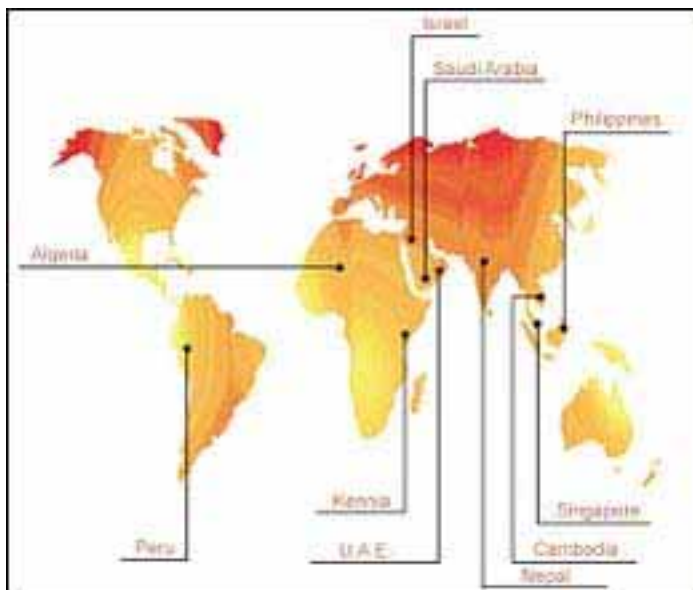 Israel
Saudi Arabia
Philippines
Algeria
Kennia
Singapore
Peru
U.A.E.
Cambodia
Nepal